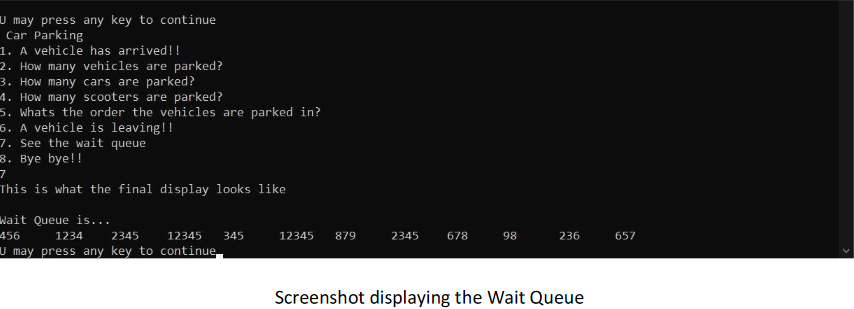 U may press any key to continue
Car Parking
1. A vehicle has arrived!!
2. How many vehicles are parked?
3. How many cars are parked?
4. How many scooters are parked?
5. Whats the order the vehicles are parked in?
6. A vehicle is leaving!!
7. See the wait queue
8. Bye bye!!
7
This is what the final display looks like
Wait Queue is...
456 1234 2345 12345 345 12345 879 2345 678 98 236 657
U may press any key to continue
Screenshot displaying the Wait Queue